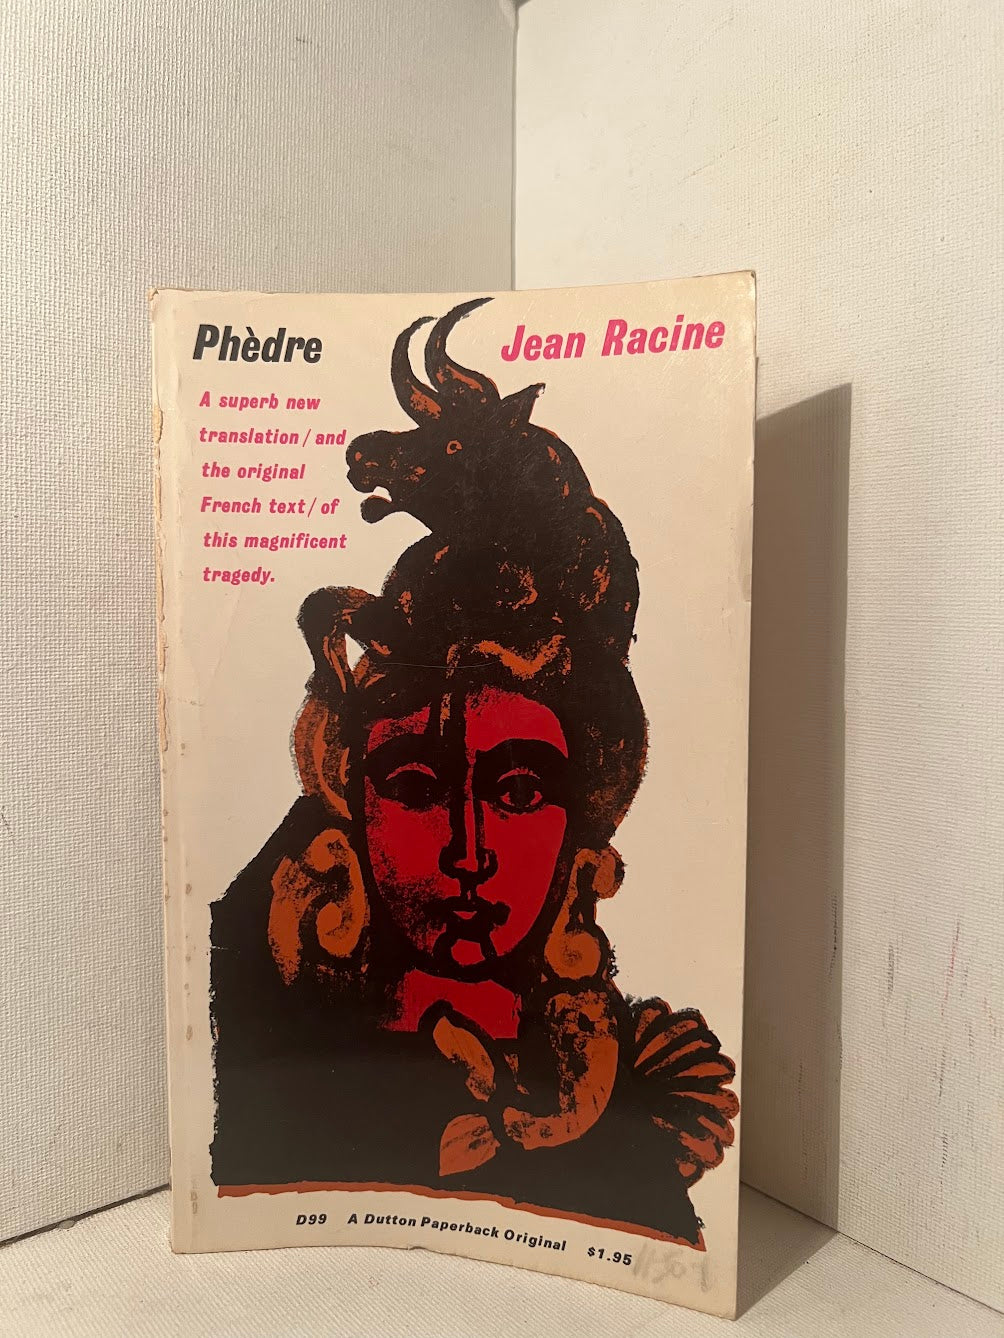 Phèdre
Jean Racine
A superb new
translation / and
the original
French text / of
this magnificent
tragedy.
D99 A Dutton Paperback Original $1.95